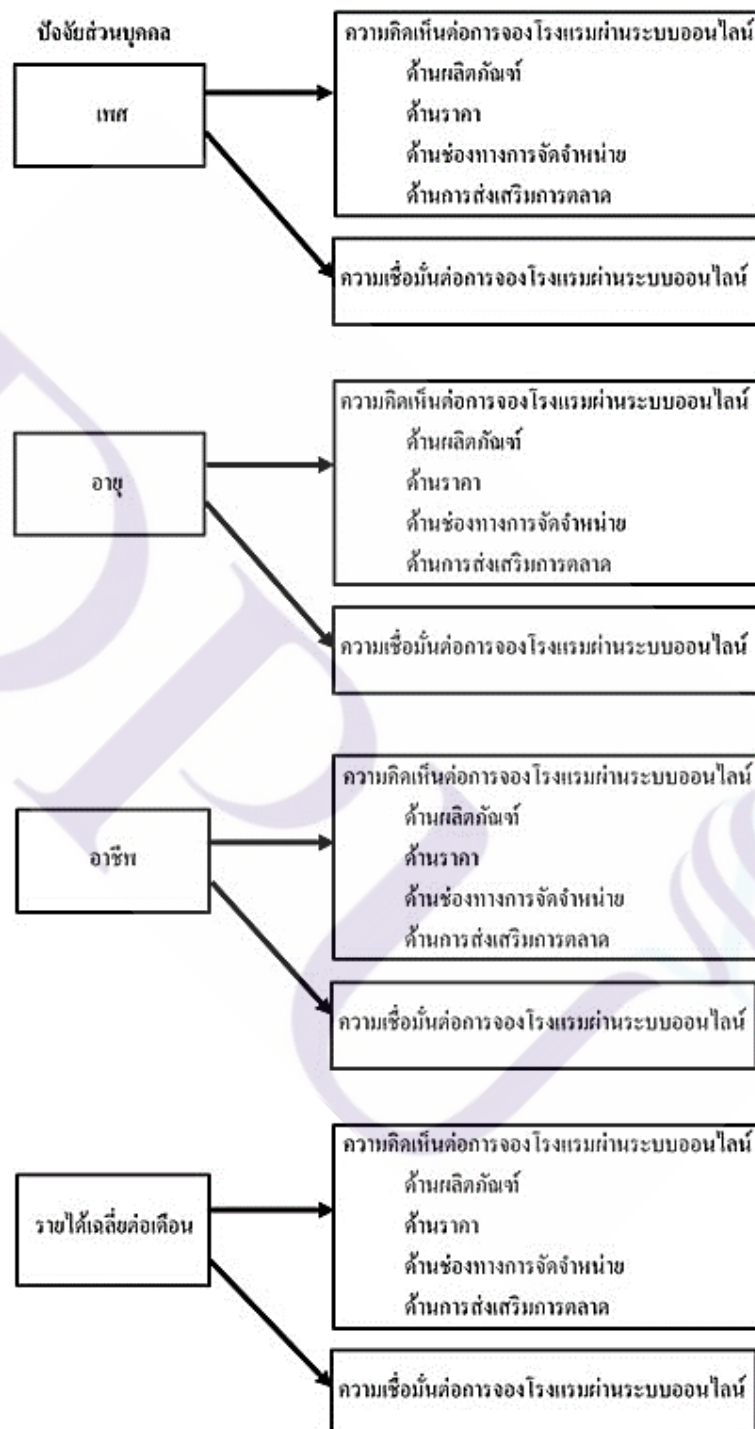 ปัจจัยส่วนบุคคล
เพศ
ความคิดเห็นต่อการจองโรงแรมผ่านระบบออนไลน์
ด้านผลิตภัณฑ์
ด้านราคา
ด้านช่องทางการจัดจำหน่าย
ด้านการส่งเสริมการตลาด
ความเชื่อมั่นต่อการจองโรงแรมผ่านระบบออนไลน์
อายุ
ความคิดเห็นต่อการจองโรงแรมผ่านระบบออนไลน์
ด้านผลิตภัณฑ์
ด้านราคา
ด้านช่องทางการจัดจำหน่าย
ด้านการส่งเสริมการตลาด
ความเชื่อมั่นต่อการจองโรงแรมผ่านระบบออนไลน์
อาชีพ
ความคิดเห็นต่อการจองโรงแรมผ่านระบบออนไลน์
ด้านผลิตภัณฑ์
ด้านราคา
ด้านช่องทางการจัดจำหน่าย
ด้านการส่งเสริมการตลาด
ความเชื่อมั่นต่อการจองโรงแรมผ่านระบบออนไลน์
รายได้เฉลี่ยต่อเดือน
ความคิดเห็นต่อการจองโรงแรมผ่านระบบออนไลน์
ด้านผลิตภัณฑ์
ด้านราคา
ด้านช่องทางการจัดจำหน่าย
ด้านการส่งเสริมการตลาด
ความเชื่อมั่นต่อการจองโรงแรมผ่านระบบออนไลน์
DPU